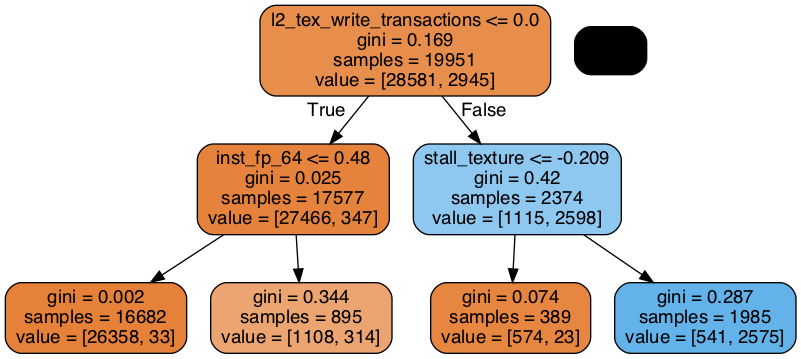 l2_tex_write_transactions <= 0.0
gini = 0.169
samples = 19951
value = [28581, 2945]
True
False
inst_fp_64 <= 0.48
gini = 0.025
samples = 17577
value = [27466, 347]
stall_texture <= -0.209
gini = 0.42
samples = 2374
value = [1115, 2598]
gini = 0.002
samples = 16682
value = [26358, 33]
gini = 0.344
samples = 895
value = [1108, 314]
gini = 0.074
samples = 389
value = [574, 23]
gini = 0.287
samples = 1985
value = [541, 2575]